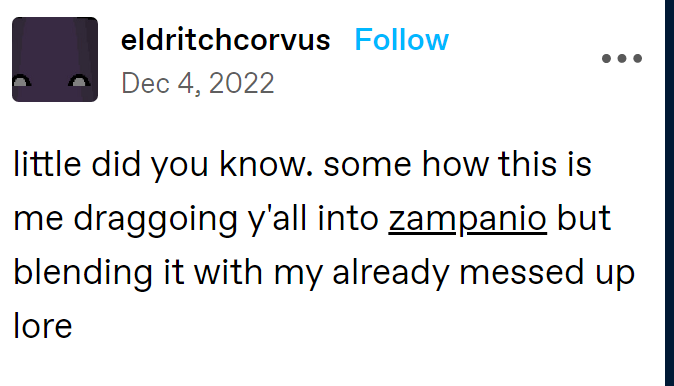 eldritchcorvus Follow
Dec 4, 2022
little did you know. some how this is
me draggoing y'all into zampanio but
blending it with my already messed up
lore